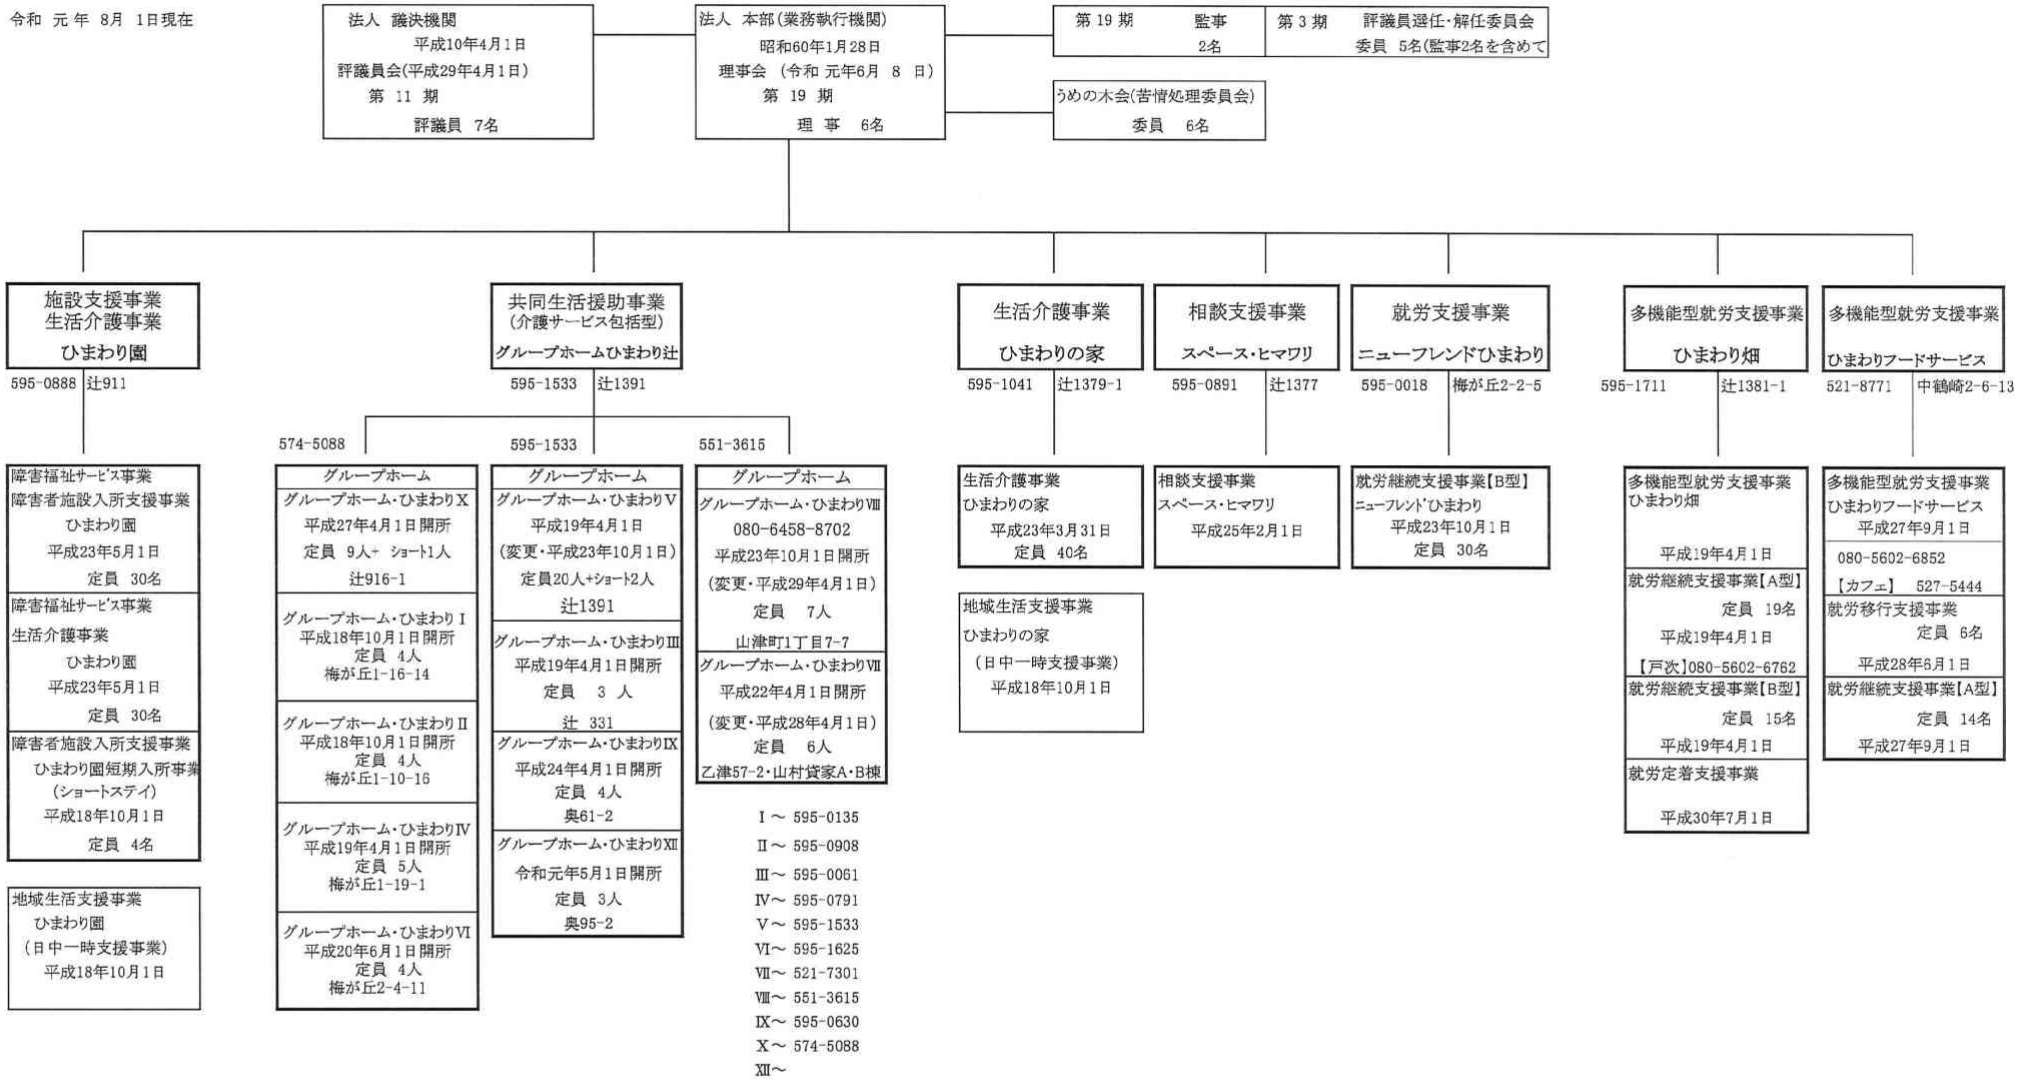 令和 元 年 8月 1日現在
法人 議決機関
平成10年4月1日
評議員会(平成29年4月1日)
第 11 期
評議員 7名
法人 本部(業務執行機関)
昭和60年1月28日
理事会 (令和 元年6月 8 日)
第 19 期
理 事 6名
第 19 期 監事
2名
第 3 期 評議員選任・解任委員会
委員 5名(監事2名を含めて
うめの木会(苦情処理委員会)
委員 6名
施設支援事業
生活介護事業
ひまわり園
595-0888 辻911
共同生活援助事業
(介護サービス包括型)
グループホームひまわり辻
595-1533 辻1391
生活介護事業
ひまわりの家
595-1041 辻1379-1
相談支援事業
スペース・ヒマワリ
595-0891 辻1377
就労支援事業
ニューフレンドひまわり
595-0018 梅が丘2-2-5
多機能型就労支援事業
ひまわり畑
595-1711 辻1381-1
多機能型就労支援事業
ひまわりフードサービス
521-8771 中鶴崎2-6-13
障害福祉サービス事業
障害者施設入所支援事業
ひまわり園
平成23年5月1日
定員 30名
障害福祉サービス事業
生活介護事業
ひまわり園
平成23年5月1日
定員 30名
障害者施設入所支援事業
ひまわり園短期入所事業
(ショートステイ)
平成18年10月1日
定員 4名
地域生活支援事業
ひまわり園
(日中一時支援事業)
平成18年10月1日
574-5088
グループホーム
グループホーム・ひまわりⅩ
平成27年4月1日開所
定員 9人+ ショート1人
辻916-1
グループホーム・ひまわりⅠ
平成18年10月1日開所
定員 4人
梅が丘1-16-14
グループホーム・ひまわりⅡ
平成18年10月1日開所
定員 4人
梅が丘1-10-16
グループホーム・ひまわりⅣ
平成19年4月1日開所
定員 5人
梅が丘1-19-1
グループホーム・ひまわりⅥ
平成20年6月1日開所
定員 4人
梅が丘2-4-11
595-1533
グループホーム
グループホーム・ひまわりⅤ
平成19年4月1日
(変更・平成23年10月1日)
定員20人+ショート2人
辻1391
グループホーム・ひまわりⅢ
平成19年4月1日開所
定員 3 人
辻 331
グループホーム・ひまわりⅨ
平成24年4月1日開所
定員 4人
奥61-2
グループホーム・ひまわりⅫ
令和元年5月1日開所
定員 3人
奥95-2
551-3615
グループホーム
グループホーム・ひまわりⅧ
080-6458-8702
平成23年10月1日開所
(変更・平成29年4月1日)
定員 7人
山津町1丁目7-7
グループホーム・ひまわりⅦ
平成22年4月1日開所
(変更・平成28年4月1日)
定員 6人
乙津57-2・山村貸家A・B棟
Ⅰ～ 595-0135
Ⅱ～ 595-0908
Ⅲ～ 595-0061
Ⅳ～ 595-0791
Ⅴ～ 595-1533
Ⅵ～ 595-1625
Ⅶ～ 521-7301
Ⅷ～ 551-3615
Ⅸ～ 595-0630
Ⅹ～ 574-5088
Ⅻ～
生活介護事業
ひまわりの家
平成23年3月31日
定員 40名
地域生活支援事業
ひまわりの家
(日中一時支援事業)
平成18年10月1日
相談支援事業
スペース・ヒマワリ
平成25年2月1日
就労継続支援事業【B型】
ニューフレンドひまわり
平成23年10月1日
定員 30名
多機能型就労支援事業
ひまわり畑
平成19年4月1日
就労継続支援事業【A型】
定員 19名
平成19年4月1日
【戸次】080-5602-6762
就労継続支援事業【B型】
定員 15名
平成19年4月1日
就労定着支援事業
平成30年7月1日
多機能型就労支援事業
ひまわりフードサービス
平成27年9月1日
080-5602-6852
【カフェ】 527-5444
就労移行支援事業
定員 6名
平成28年6月1日
就労継続支援事業【A型】
定員 14名
平成27年9月1日